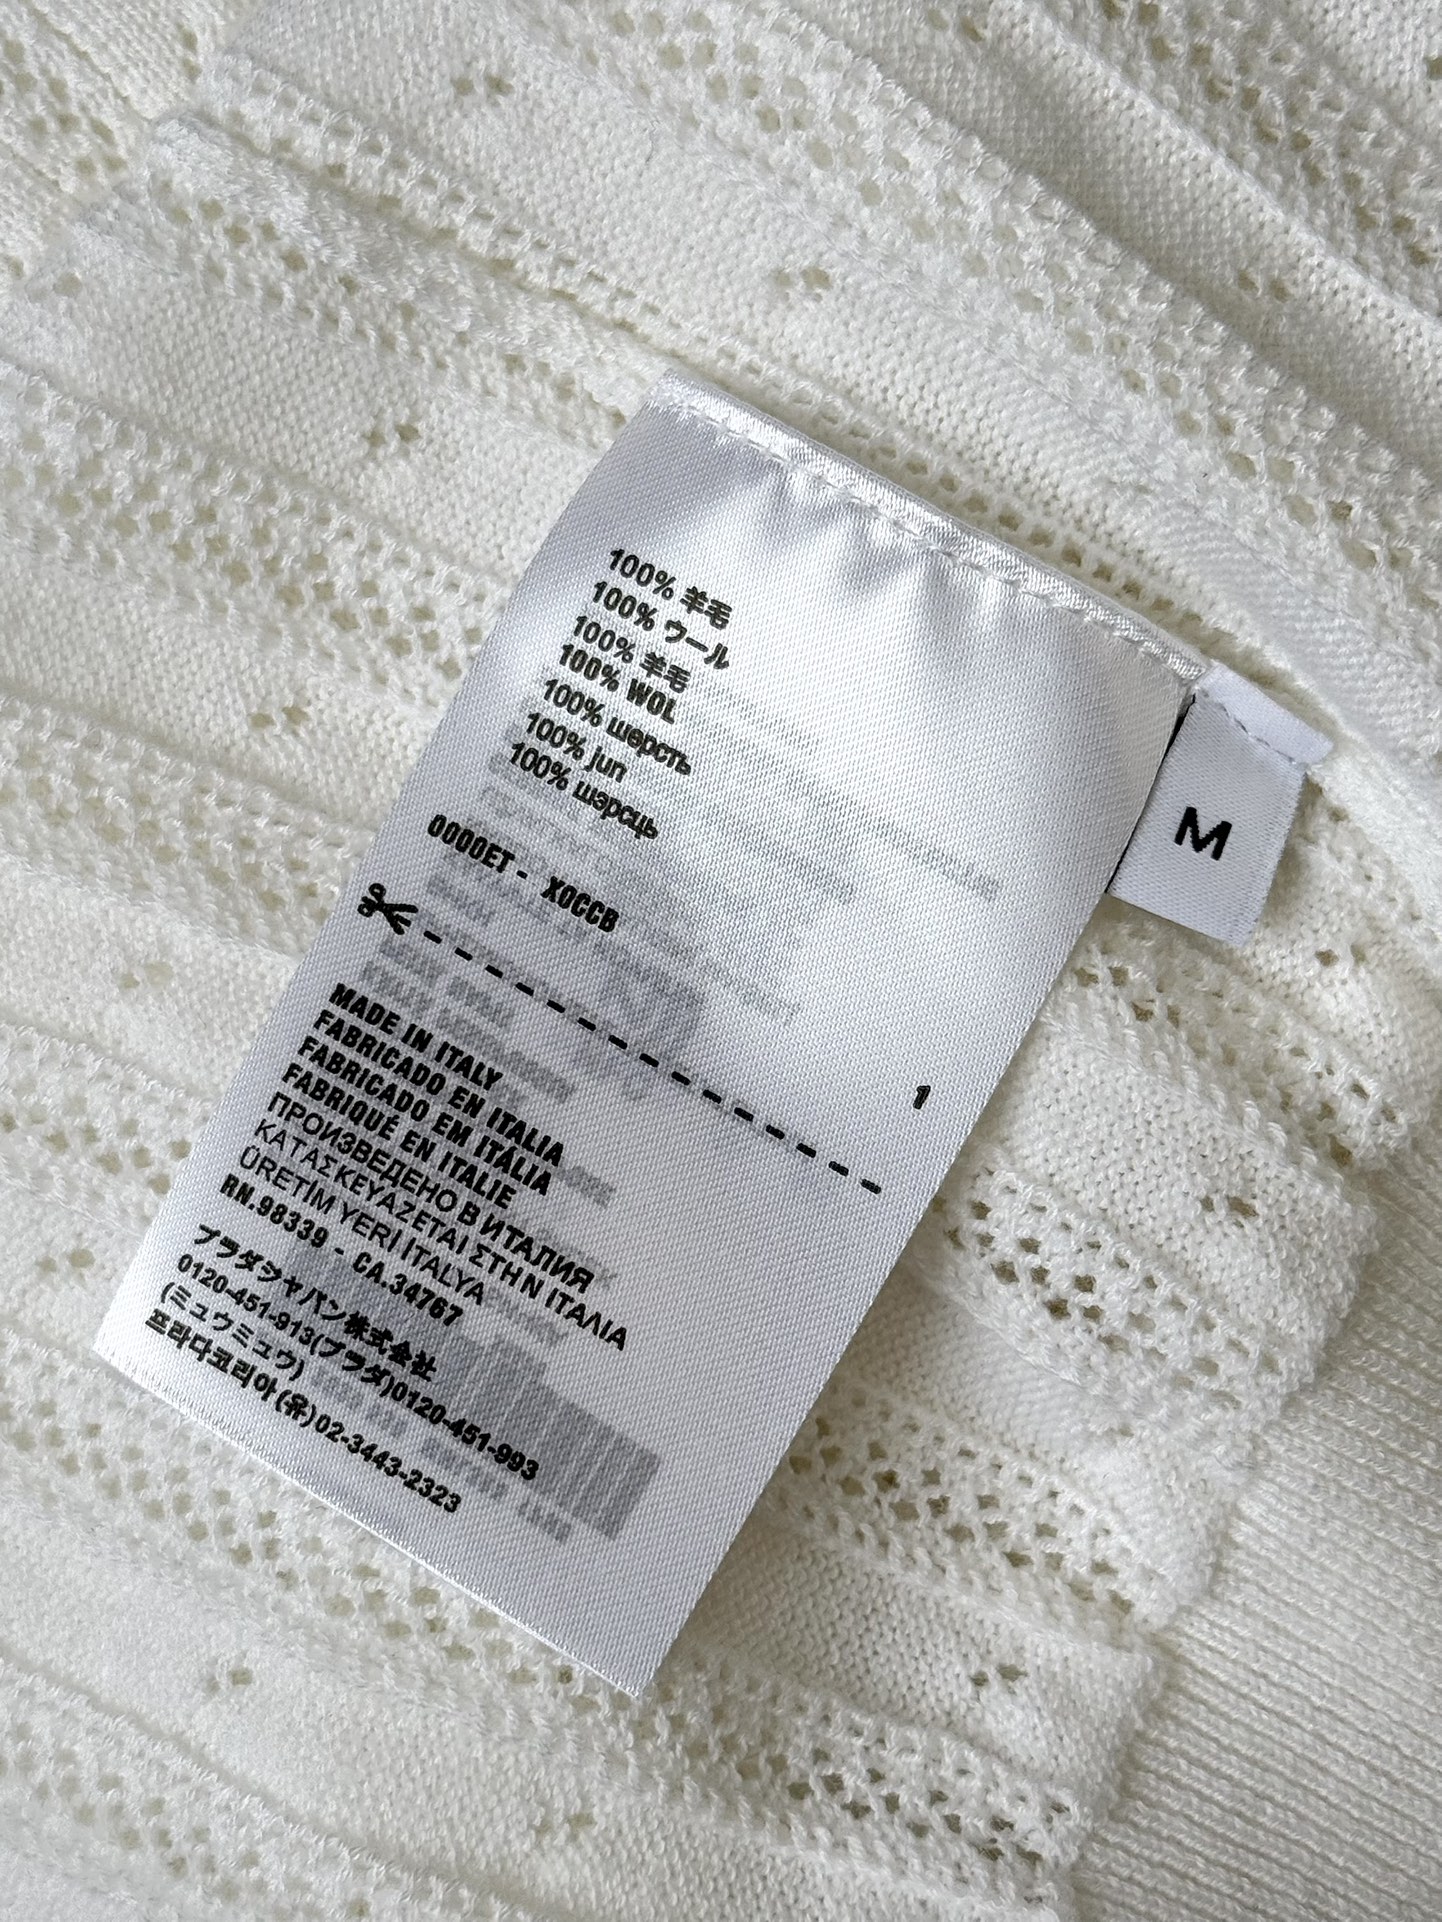 100% 羊毛
100% ウール
100% 羊毛
100% WOL
100% шерсть
100% jun
100% шэрсць
0000ET - X0CCB
1
MADE IN ITALY
FABRICADO EN ITALIA
FABRICADO EM ITÁLIA
FABRIQUÉ EN ITALIE
ПРОИЗВЕДЕНО В ИТАЛИЯ
ΚΑΤΑΣΚΕΥΑΖΕΤΑΙ ΣΤΗ Ν ΙΤΑΛΙΑ
ÜRETİM YERİ İTALYA
RN.98339 - CA.34767
プラダジャパン株式会社
0120-451-913(プラダ)0120-451-993
(ミュウミュウ)
프라다코리아(유)02-3443-2323
M